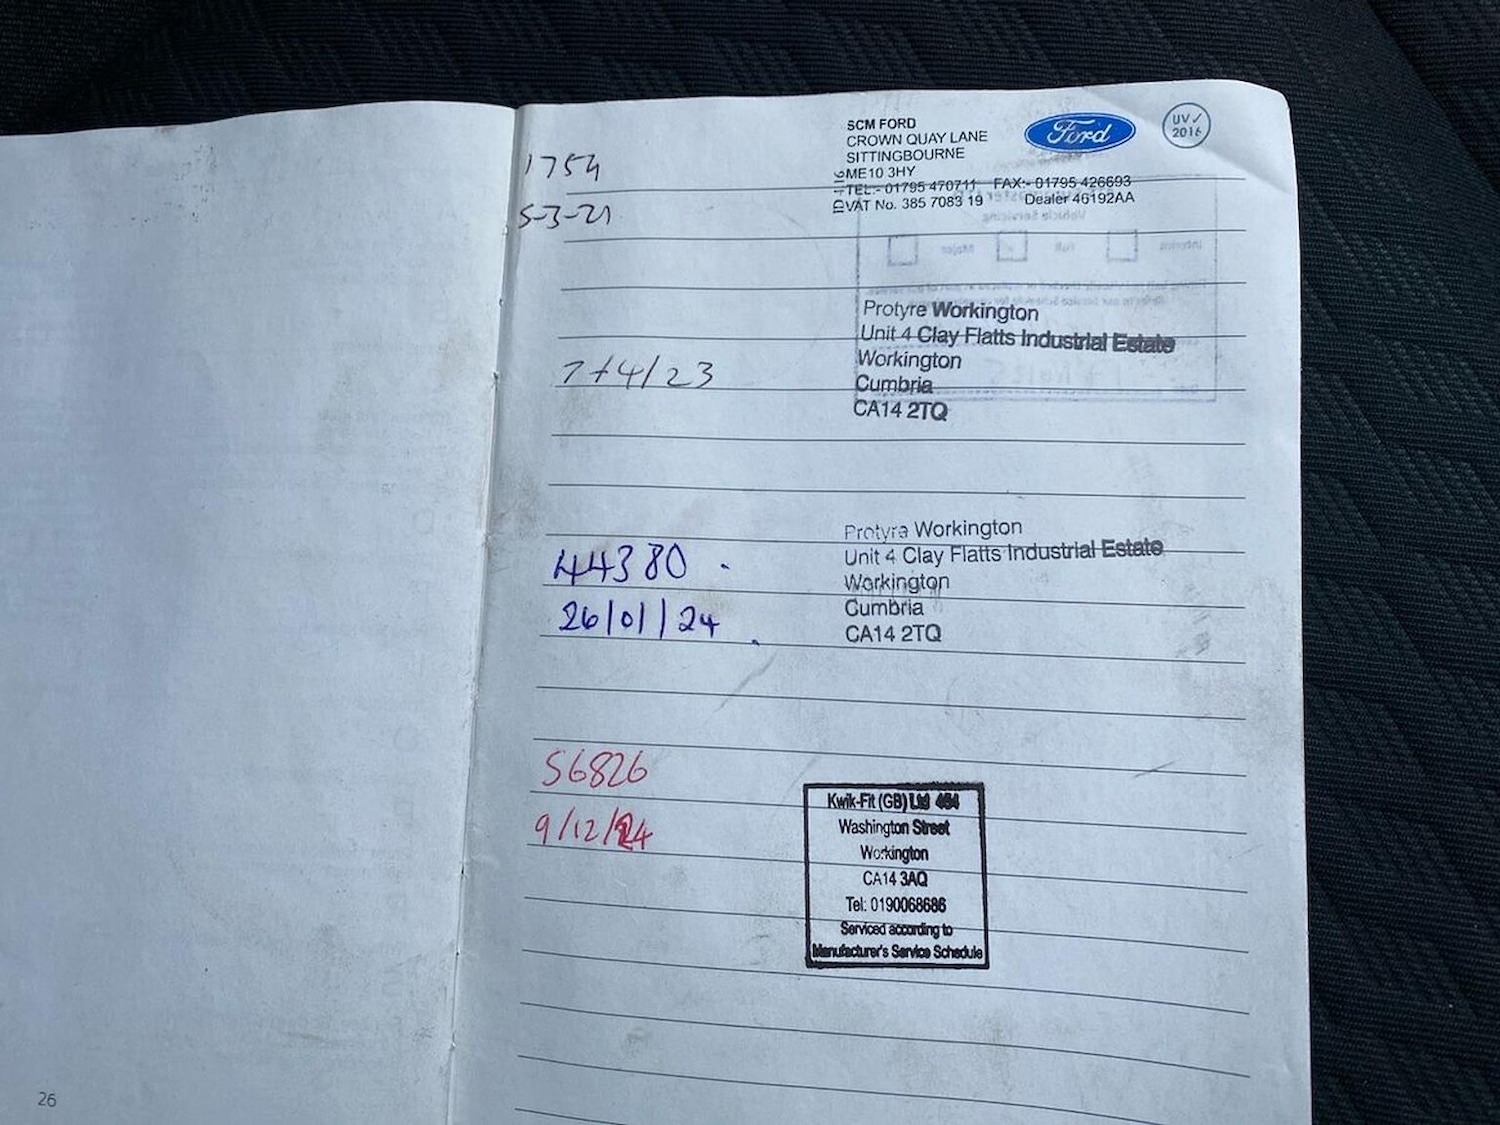 SCM FORD
CROWN QUAY LANE
SITTINGBOURNE
ME10 3HY
TEL:- 01795 470711 FAX:- 01795 426693
VAT No. 385 7083 19 Dealer 46192AA
Ford
UV✓
2016
1754
5-3-21
Protyre Workington
Unit 4 Clay Flatts Industrial Estate
Workington
Cumbria
CA14 2TQ
7/4/23
Protyre Workington
Unit 4 Clay Flatts Industrial Estate
Workington
Cumbria
CA14 2TQ
44380
26/01/24
56826
9/12/24
Kwik-Fit (GB) Ltd 454
Washington Street
Workington
CA14 3AQ
Tel: 0190068686
Serviced according to
Manufacturer's Service Schedule
26